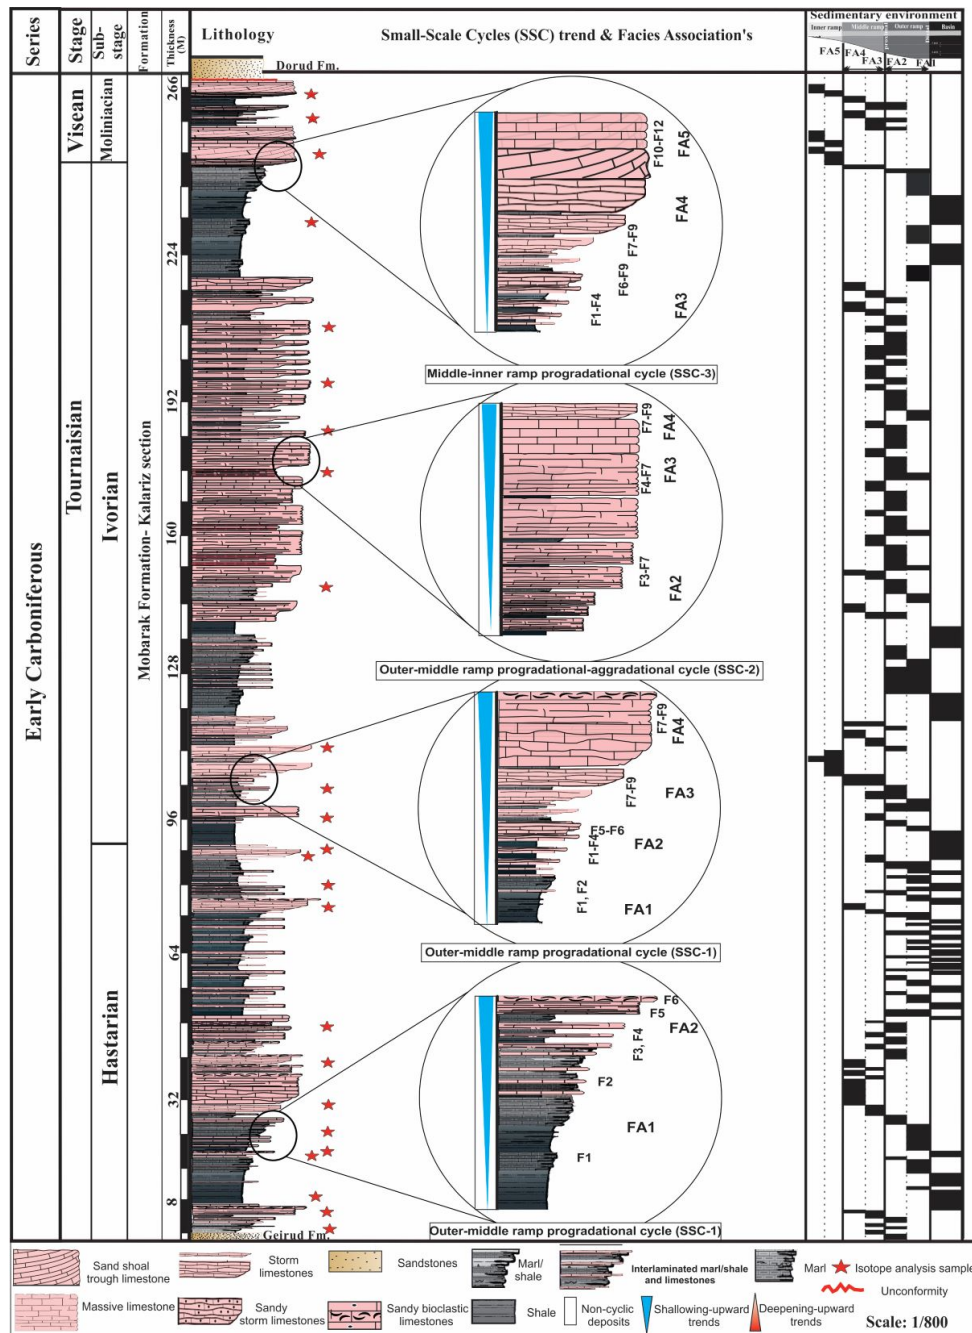 Series
Stage
Sub-stage
Formation
Thickness (M)
Lithology
Small-Scale Cycles (SSC) trend & Facies Association's
Sedimentary environment
Inner ramp
Middle ramp
Outer ramp
Basin
FA5
FA4
FA3
FA2
FA1
Dorud Fm.
Early Carboniferous
Visean
Tournaisian
Moliniacian
Ivorian
Hastarian
Mobarak Formation- Kalariz section
266
224
192
160
128
96
64
32
8
F10-F12
FA5
FA4
F7-F9
F6-F9
F1-F4
FA3
Middle-inner ramp progradational cycle (SSC-3)
F7-F9
FA4
FA3
F4-F7
F3-F7
FA2
Outer-middle ramp progradational-aggradational cycle (SSC-2)
F7-F9
FA4
F7-F9
FA3
F5-F6
F1-F4
FA2
F1, F2
FA1
Outer-middle ramp progradational cycle (SSC-1)
F6
F5
FA2
F3, F4
F2
FA1
F1
Outer-middle ramp progradational cycle (SSC-1)
Geirud Fm.
Sand shoal
trough limestone
Storm
limestones
Sandstones
Marl/
shale
Interlaminated marl/shale
and limestones
Marl
Isotope analysis sample
Unconformity
Massive limestone
Sandy
storm limestones
Sandy bioclastic
limestones
Shale
Non-cyclic
deposits
Shallowing-upward
trends
Deepening-upward
trends
Scale: 1/800